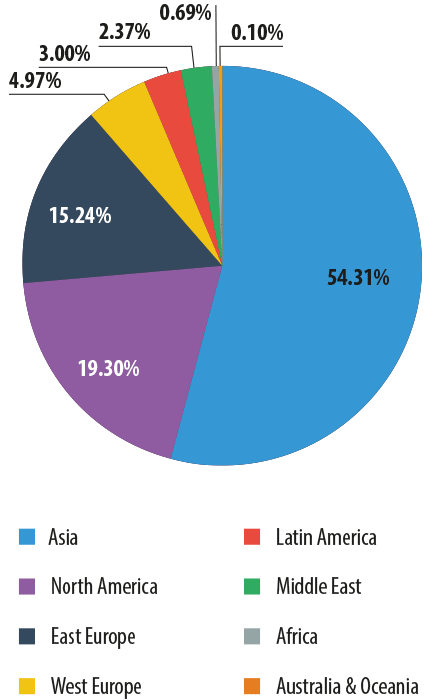 0.69%
2.37%
0.10%
3.00%
4.97%
15.24%
54.31%
19.30%
Asia
Latin America
North America
Middle East
East Europe
Africa
West Europe
Australia & Oceania